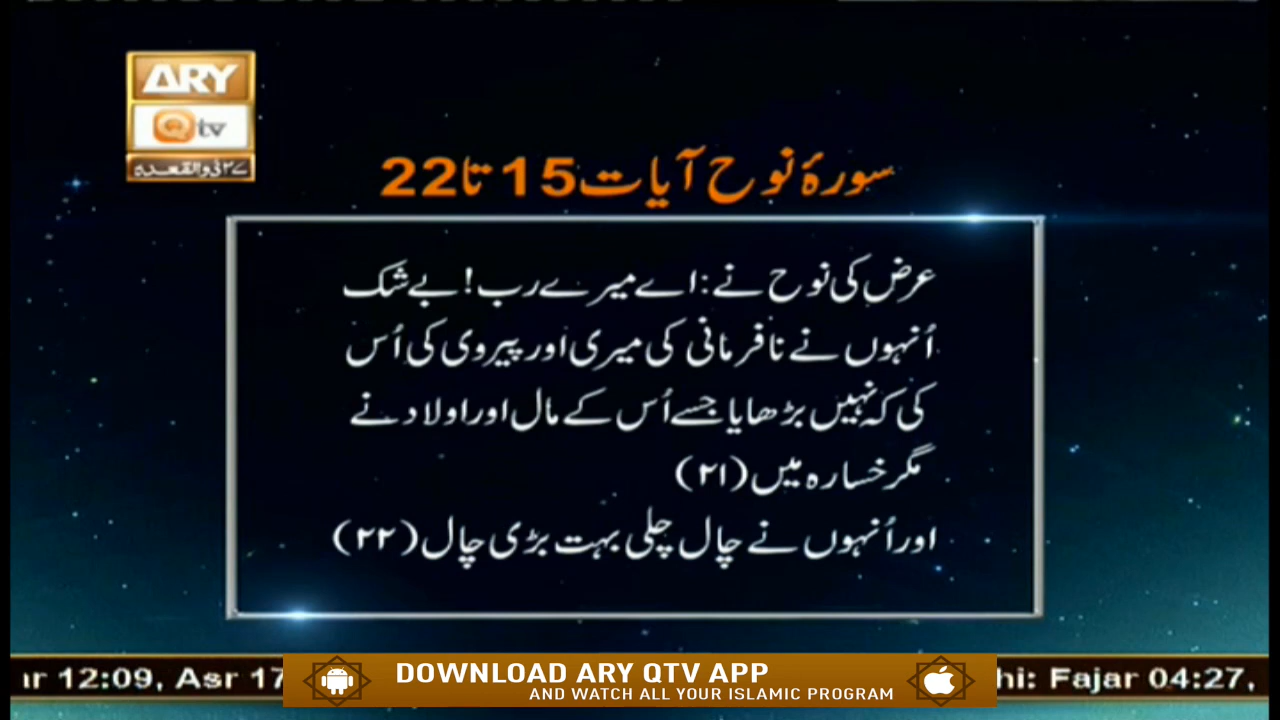 ARY
Qtv
۲۷ ذی القعدہ
سورۂ نوح آیات 15 تا 22
عرض کی نوح نے : اے میرے رب ! بے شک
اُنہوں نے نافرمانی کی میری اور پیروی کی اُس
کی کہ نہیں بڑھایا جسے اُس کے مال اور اولاد نے
مگر خسارہ میں (۲۱)
اور اُنہوں نے چال چلی بہت بڑی چال (۲۲)
12:09, Asr
DOWNLOAD ARY QTV APP
AND WATCH ALL YOUR ISLAMIC PROGRAM
Fajar 04:27,